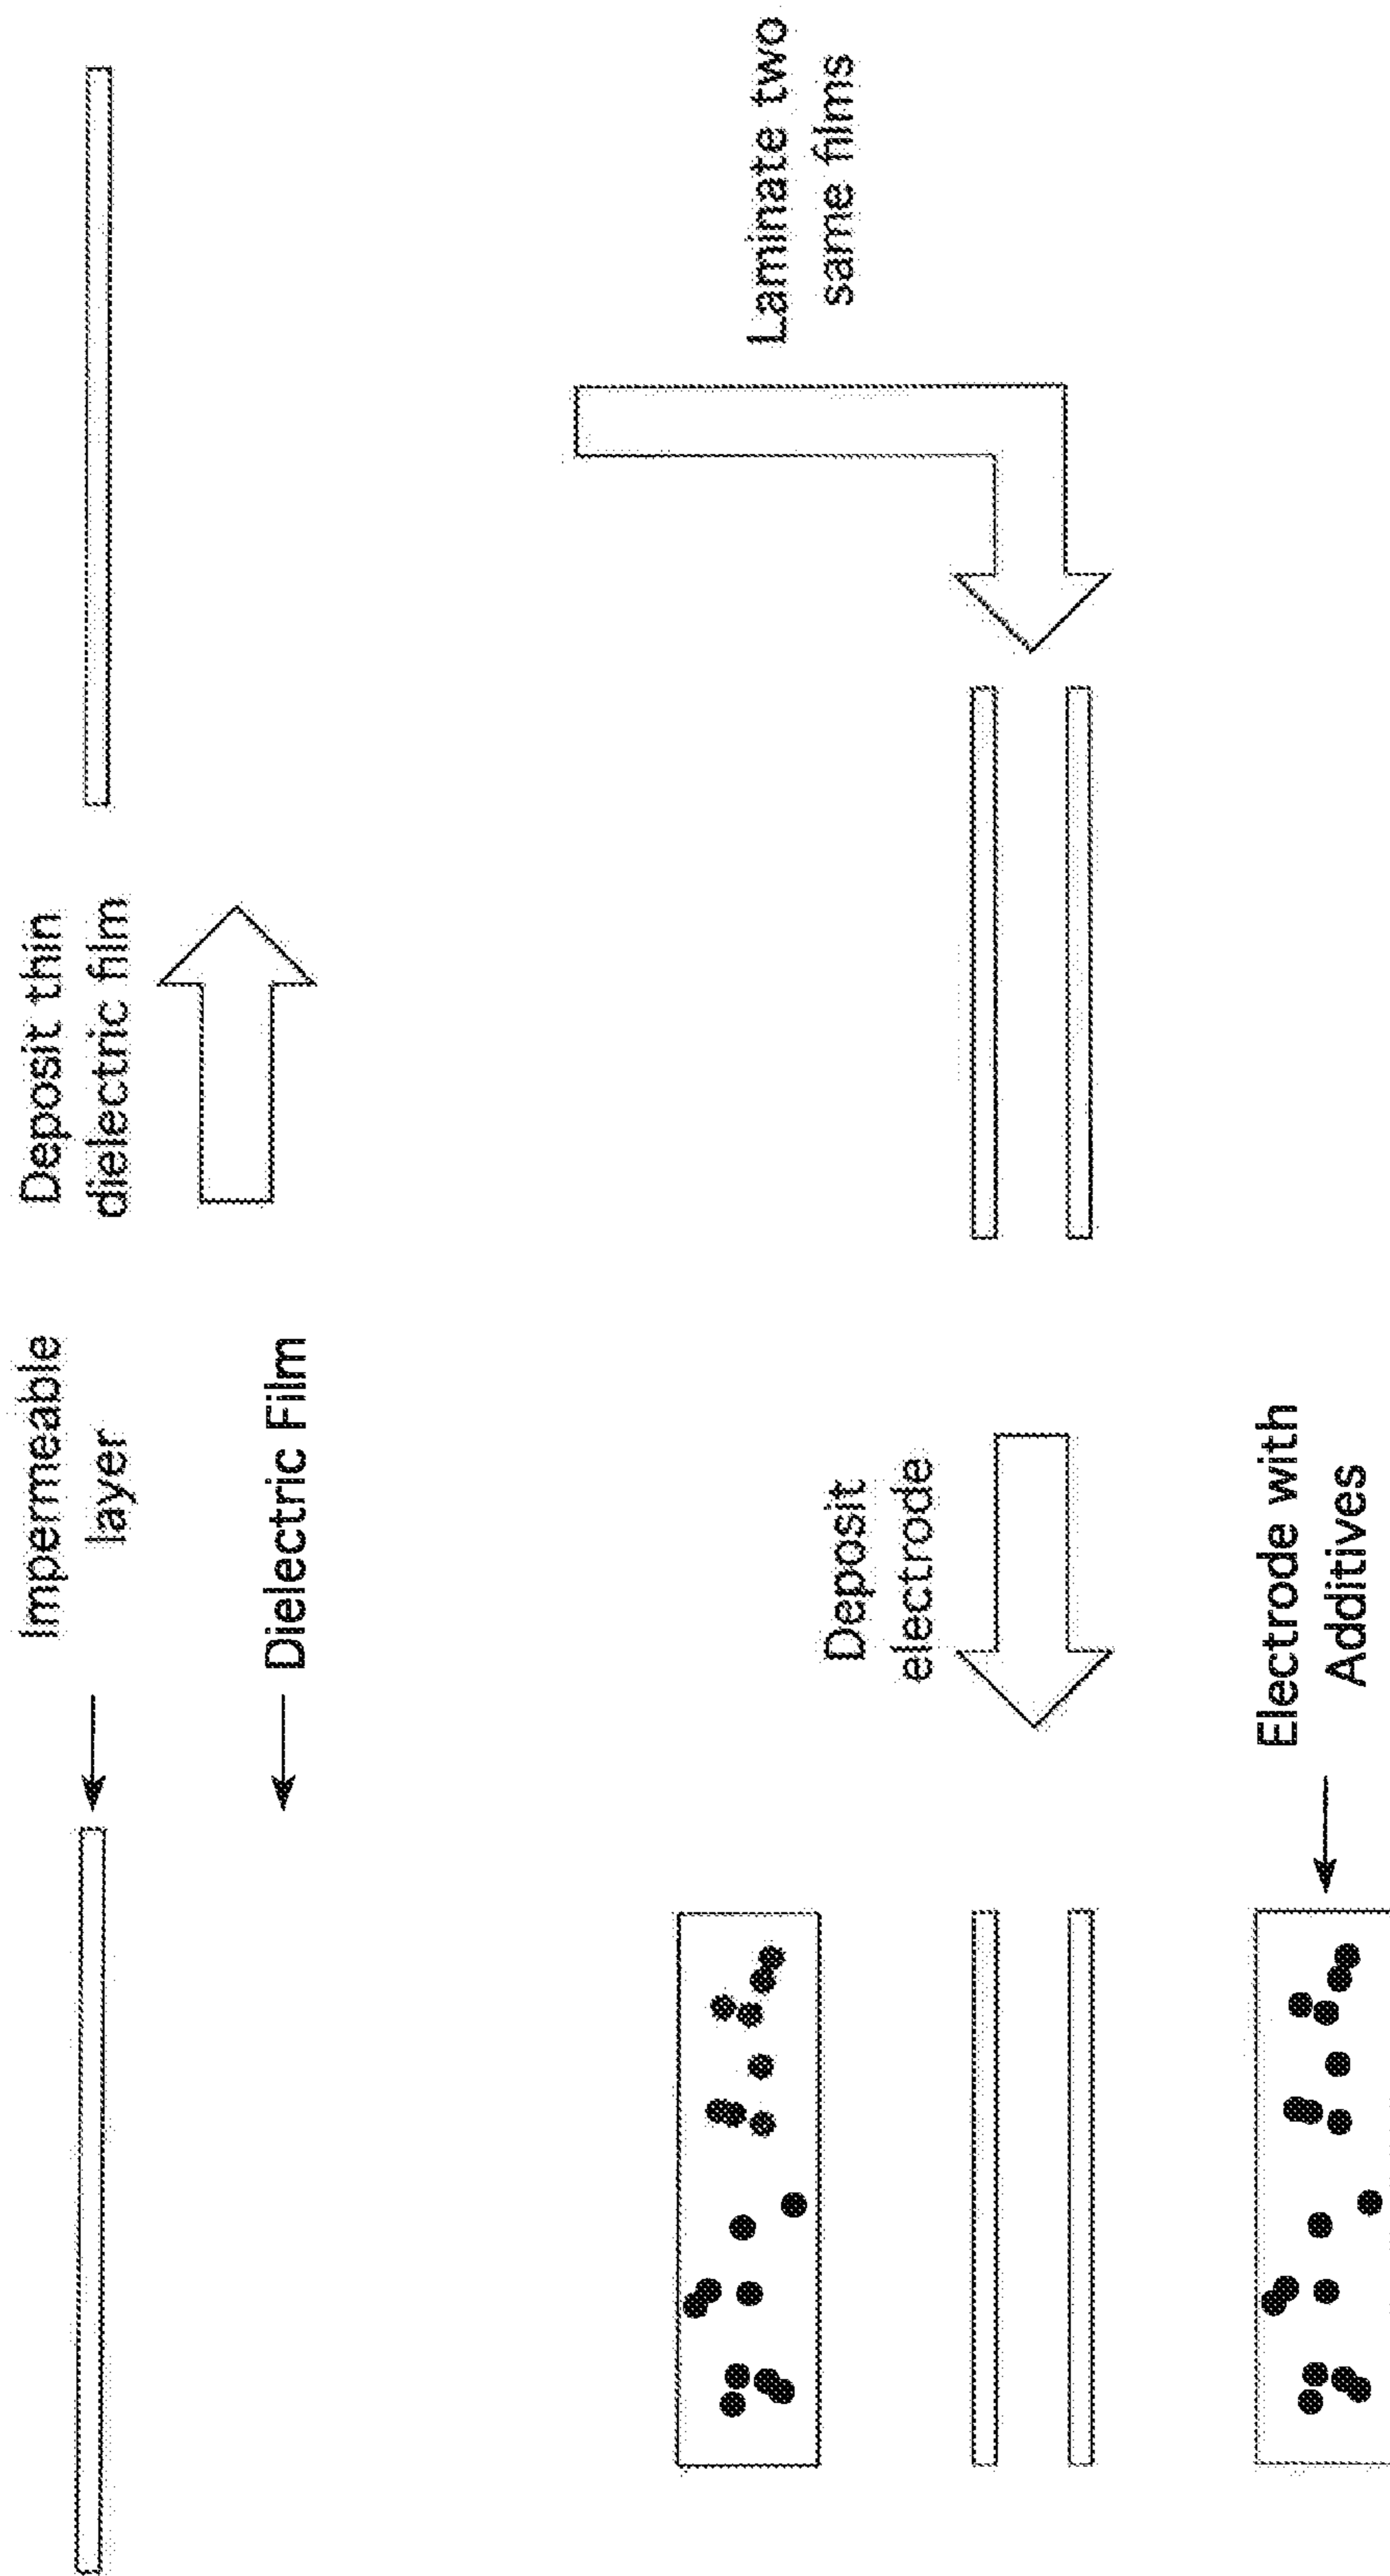 Impermeable
layer
Dielectric Film
Deposit thin
dielectric film
Laminate two
same films
Deposit
electrode
Electrode with
Additives